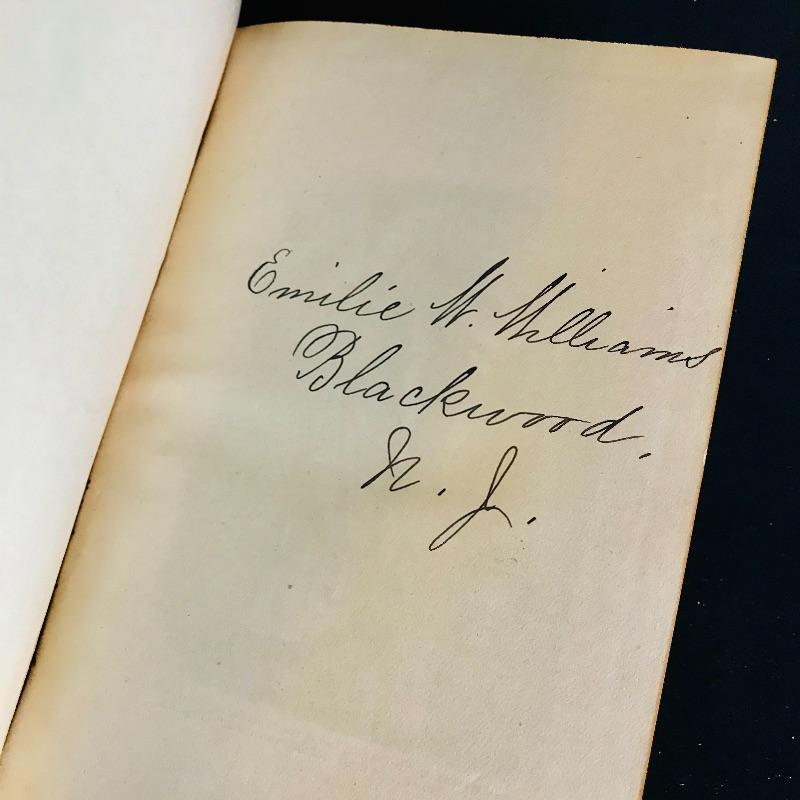 Emilie W. Williams
Blackwood,
N. J.